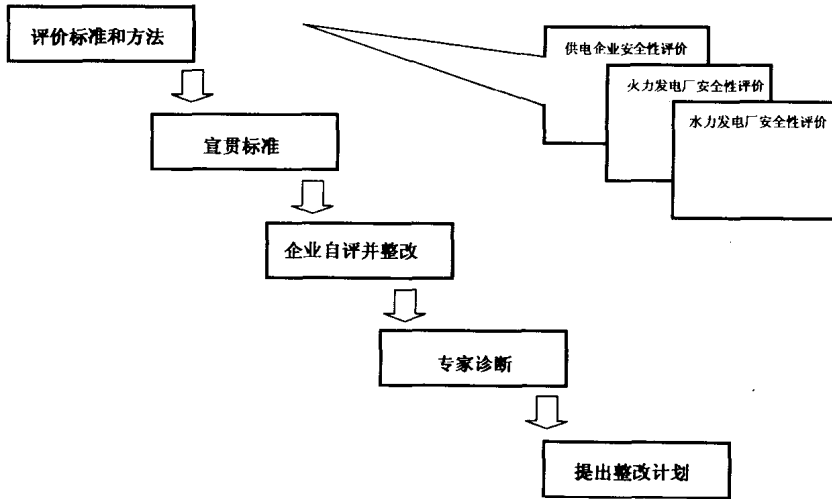 评价标准和方法
供电企业安全性评价
火力发电厂安全性评价
水力发电厂安全性评价
宣贯标准
企业自评并整改
专家诊断
提出整改计划